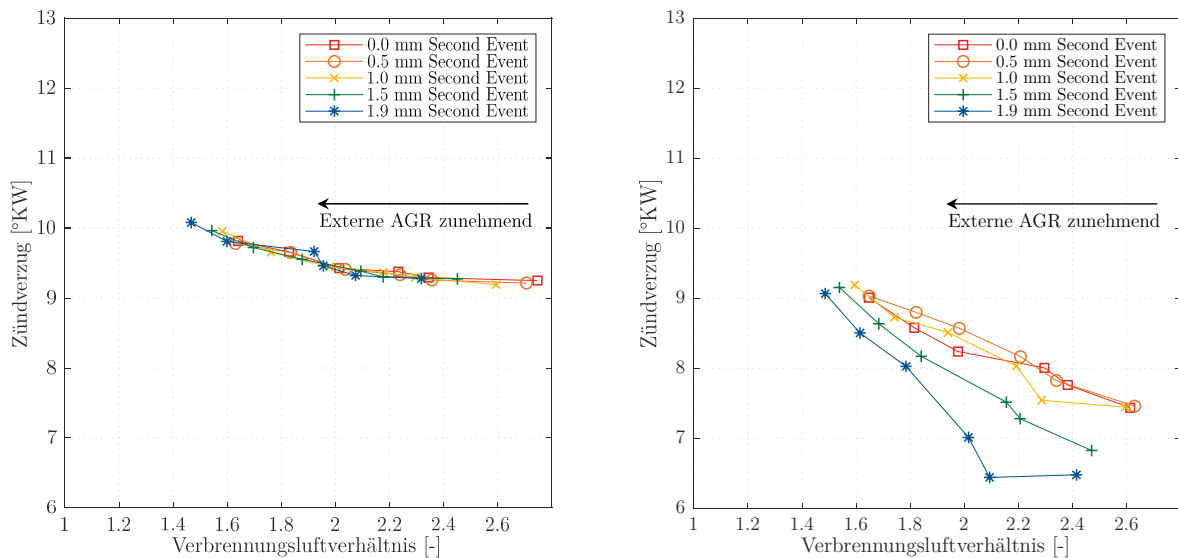 13
12
11
10
9
8
7
6
Zündverzug [°KW]
0.0 mm Second Event
0.5 mm Second Event
1.0 mm Second Event
1.5 mm Second Event
1.9 mm Second Event
Externe AGR zunehmend
1 1.2 1.4 1.6 1.8 2 2.2 2.4 2.6
Verbrennungsluftverhältnis [-]
13
12
11
10
9
8
7
6
Zündverzug [°KW]
0.0 mm Second Event
0.5 mm Second Event
1.0 mm Second Event
1.5 mm Second Event
1.9 mm Second Event
Externe AGR zunehmend
1 1.2 1.4 1.6 1.8 2 2.2 2.4 2.6
Verbrennungsluftverhältnis [-]